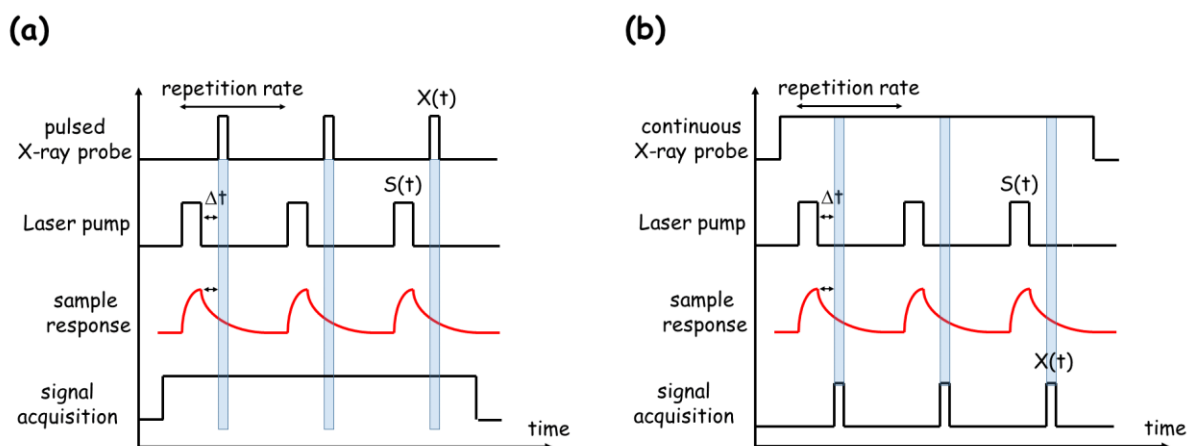 (a)
repetition rate
X(t)
pulsed
X-ray probe
S(t)
Δt
Laser pump
sample
response
signal
acquisition
time
(b)
repetition rate
continuous
X-ray probe
S(t)
Δt
Laser pump
sample
response
X(t)
signal
acquisition
time